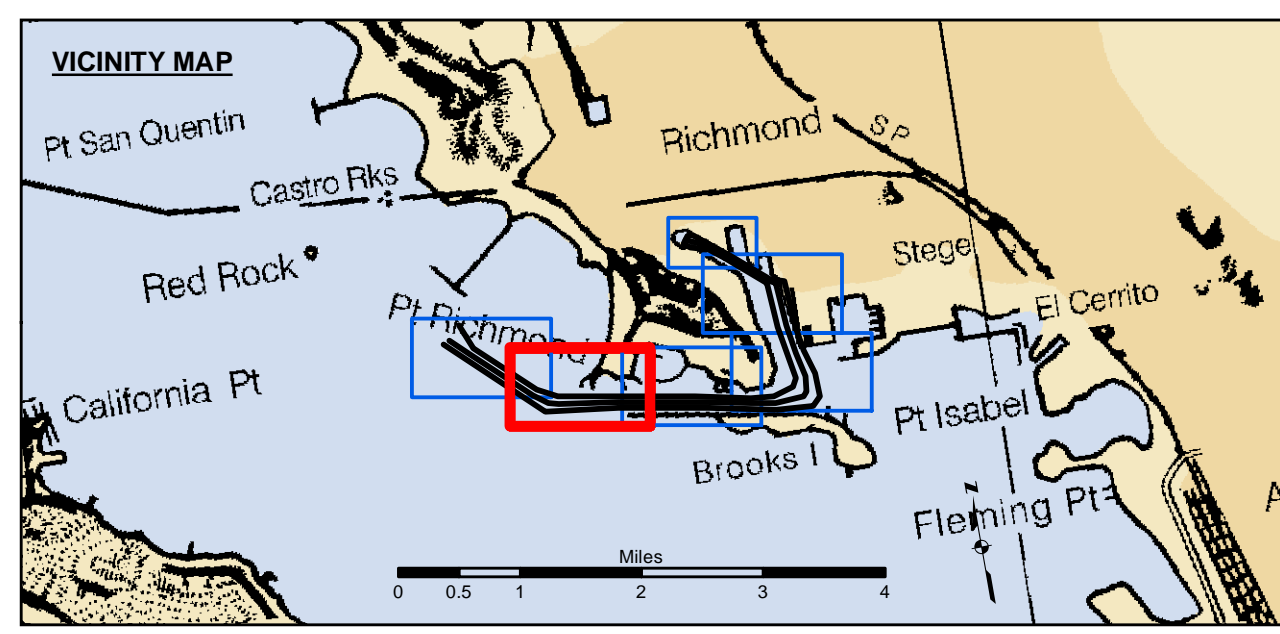 VICINITY MAP
Pt San Quentin
Richmond
S P
Castro Rks
Stege
Red Rock
El Cerrito
Pt Richmond
California Pt
Pt Isabel
Brooks I
A
Fleming Pt
N
Miles
0 0.5 1 2 3 4